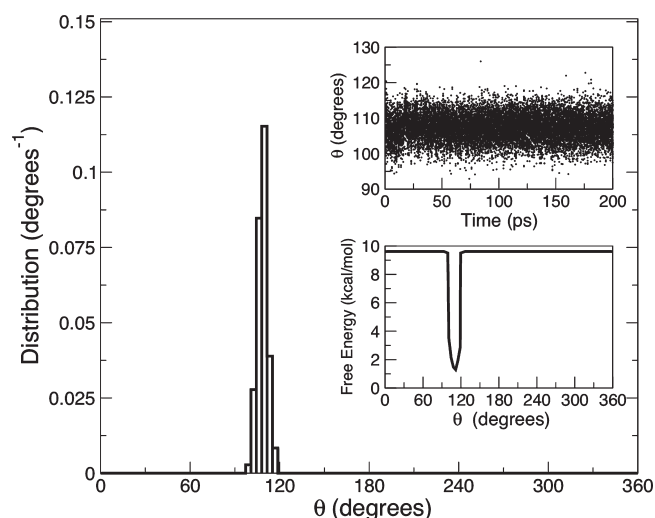 0.15
0.125
0.1
0.075
0.05
0.025
0
Distribution (degrees-1)
0 60 120 180 240 300 360
θ (degrees)
130
120
110
100
90
θ (degrees)
0 50 100 150 200
Time (ps)
10
8
6
4
2
0
Free Energy (kcal/mol)
0 60 120 180 240 300 360
θ (degrees)